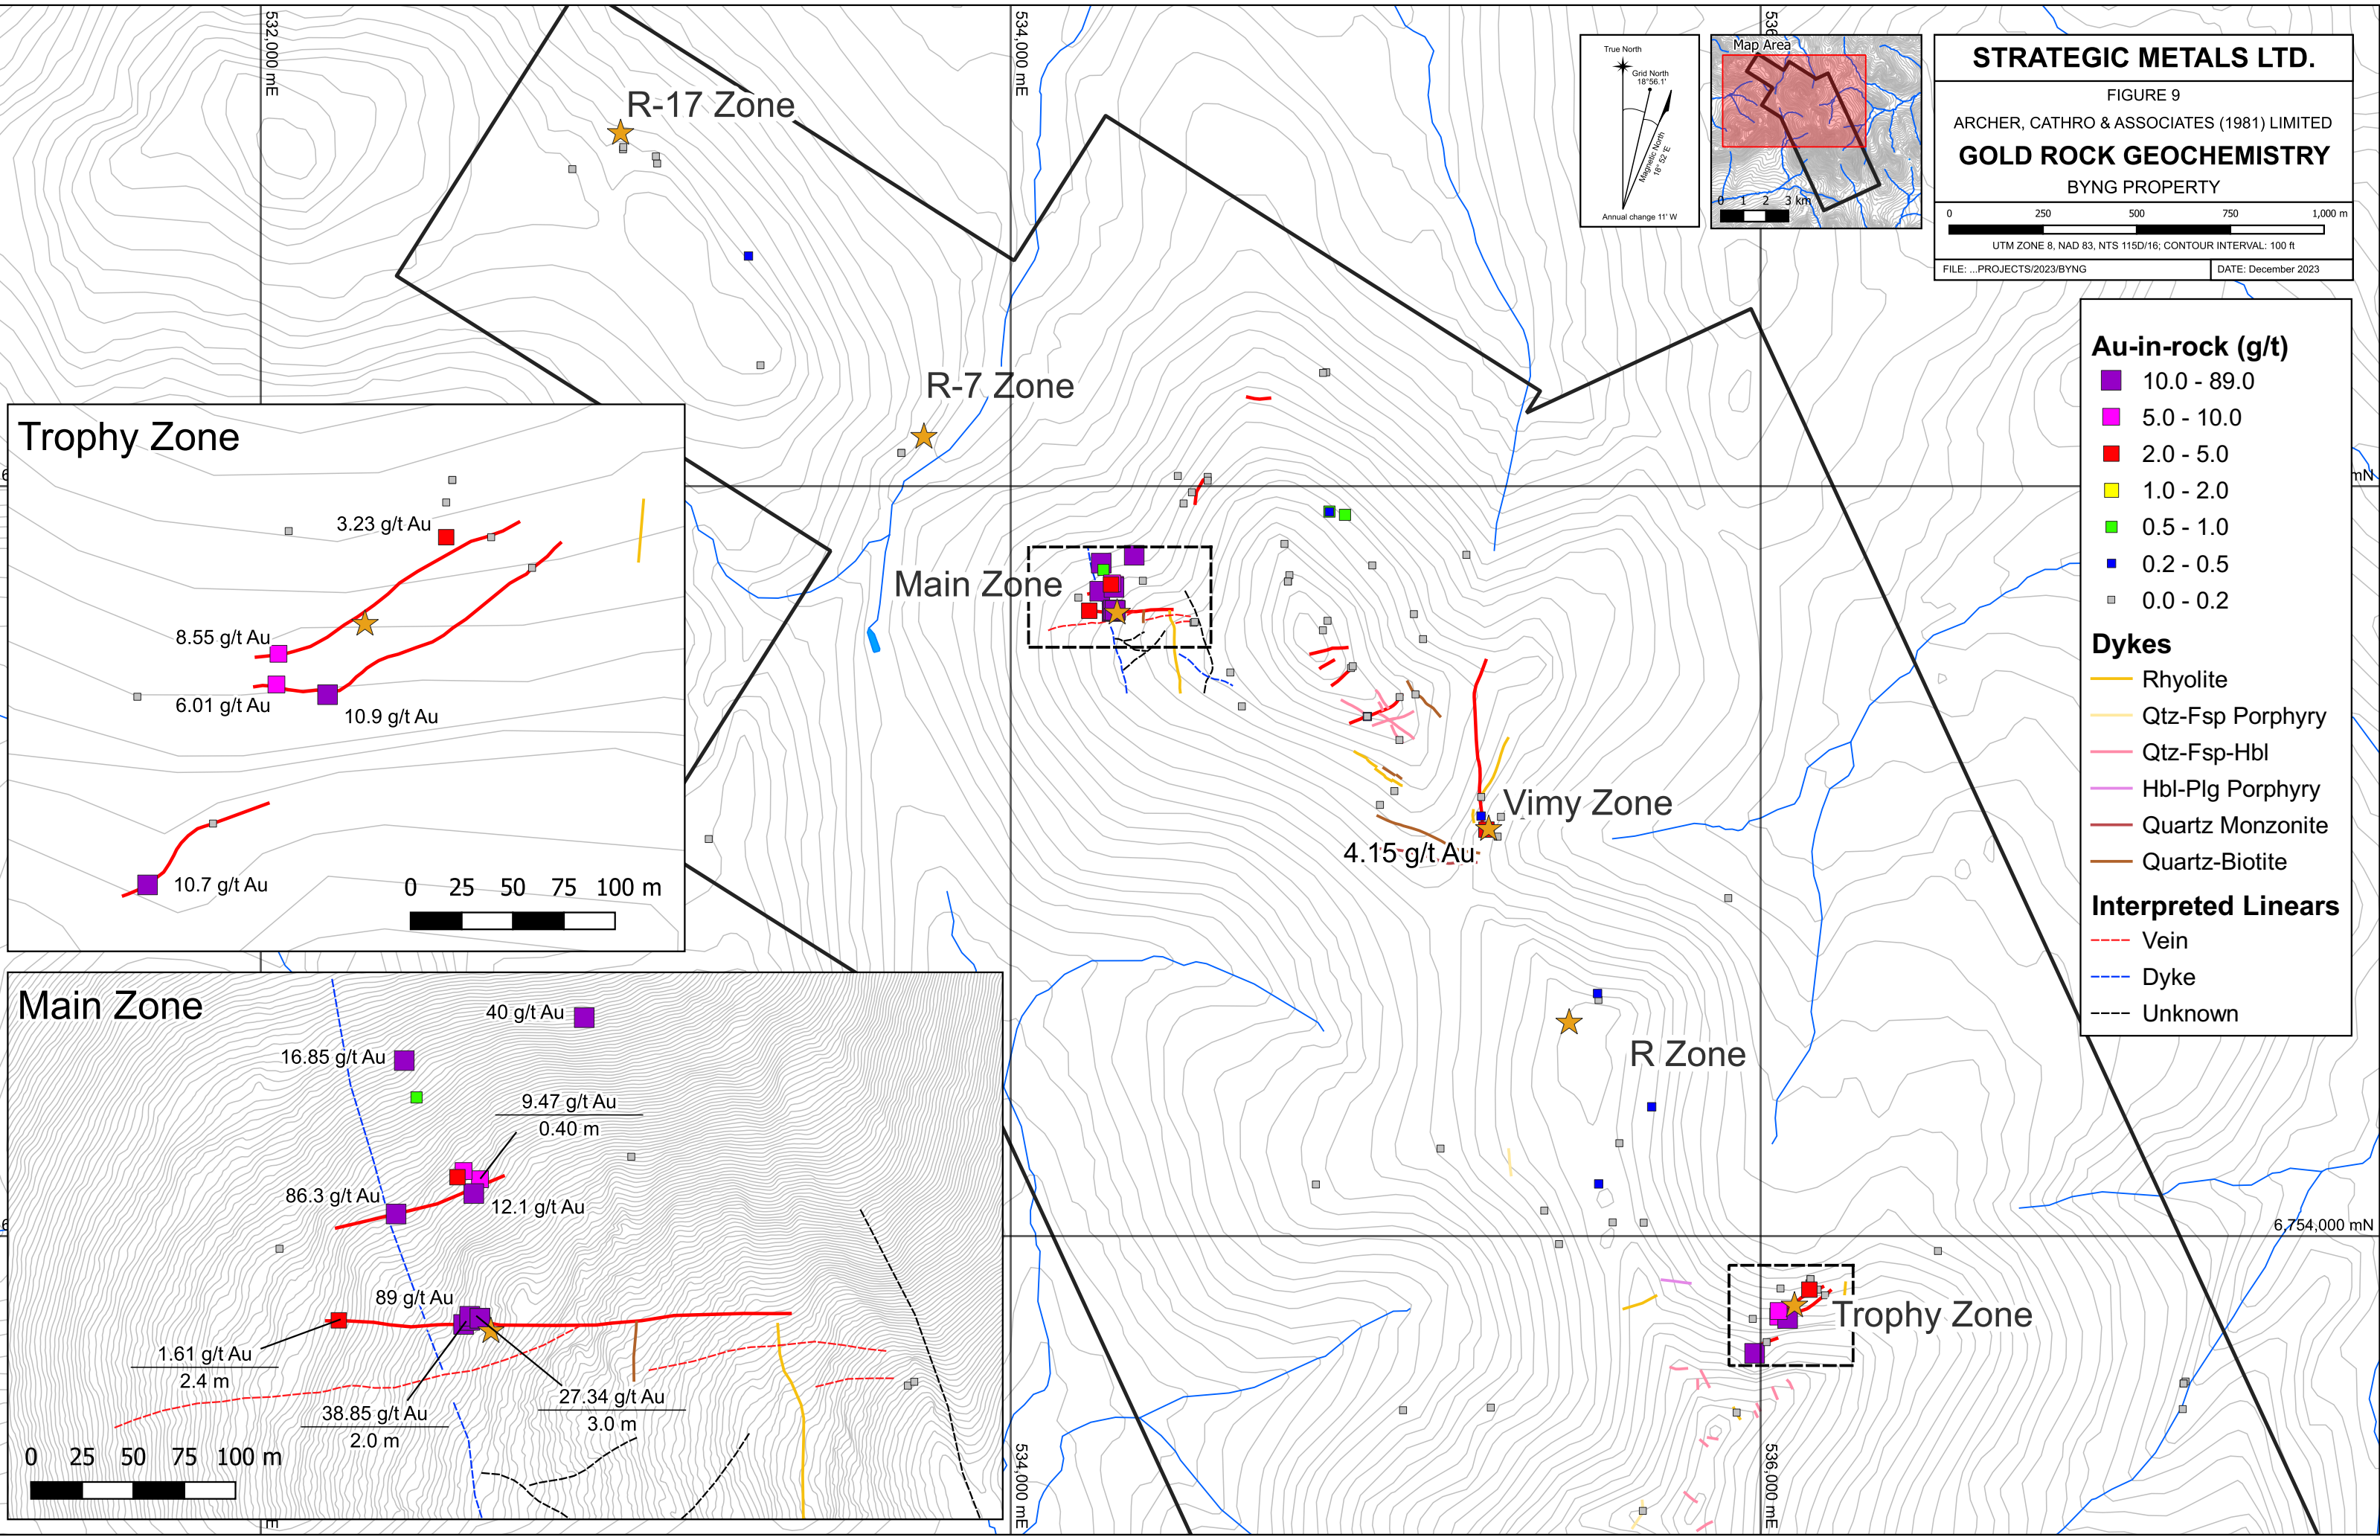 532,000 mE
534,000 mE
536
True North
Grid North
18°56.1'
Magnetic North
18° 52 'E
Annual change 11' W
Map Area
0 1 2 3 km
STRATEGIC METALS LTD.
FIGURE 9
ARCHER, CATHRO & ASSOCIATES (1981) LIMITED
GOLD ROCK GEOCHEMISTRY
BYNG PROPERTY
0 250 500 750 1,000 m
UTM ZONE 8, NAD 83, NTS 115D/16; CONTOUR INTERVAL: 100 ft
FILE: ...PROJECTS/2023/BYNG
DATE: December 2023
R-17 Zone
R-7 Zone
Main Zone
Vimy Zone
4.15 g/t Au
R Zone
Trophy Zone
mN
6,754,000 mN
534,000 mE
536,000 mE
Au-in-rock (g/t)
10.0 - 89.0
5.0 - 10.0
2.0 - 5.0
1.0 - 2.0
0.5 - 1.0
0.2 - 0.5
0.0 - 0.2
Dykes
Rhyolite
Qtz-Fsp Porphyry
Qtz-Fsp-Hbl
Hbl-Plg Porphyry
Quartz Monzonite
Quartz-Biotite
Interpreted Linears
Vein
Dyke
Unknown
Trophy Zone
3.23 g/t Au
8.55 g/t Au
6.01 g/t Au
10.9 g/t Au
10.7 g/t Au
0 25 50 75 100 m
Main Zone
40 g/t Au
16.85 g/t Au
9.47 g/t Au
0.40 m
86.3 g/t Au
12.1 g/t Au
89 g/t Au
1.61 g/t Au
2.4 m
38.85 g/t Au
2.0 m
27.34 g/t Au
3.0 m
0 25 50 75 100 m